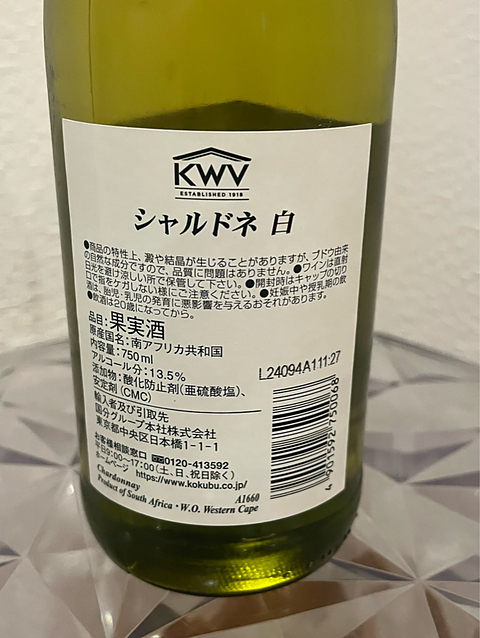 KWV
ESTABLISHED 1918
シャルドネ 白
●商品の特性上、澱や結晶が生じることがありますが、ブドウ由来
の自然な成分ですので、品質に問題はありません。●ワインは直射
日光を避け涼しい所で保管して下さい。●開封時はキャップの切り
口で指をケガしない様にご注意ください。●妊娠中や授乳期の飲
酒は、胎児・乳児の発育に悪影響を与えるおそれがあります。
●飲酒は20歳になってから。
品目：果実酒
原産国名：南アフリカ共和国
内容量：750ml
アルコール分：13.5%
添加物：酸化防止剤（亜硫酸塩）、
安定剤（CMC）
輸入者及び引取先
国分グループ本社株式会社
東京都中央区日本橋1-1-1
お客様相談窓口 0120-413592
平日9：00〜17：00（土、日、祝日除く）
ホームページ https://www.kokubu.co.jp/
Chardonnay A1660
Product of South Africa・W.O. Western Cape
L24094A1 11:27
4 901592 750068